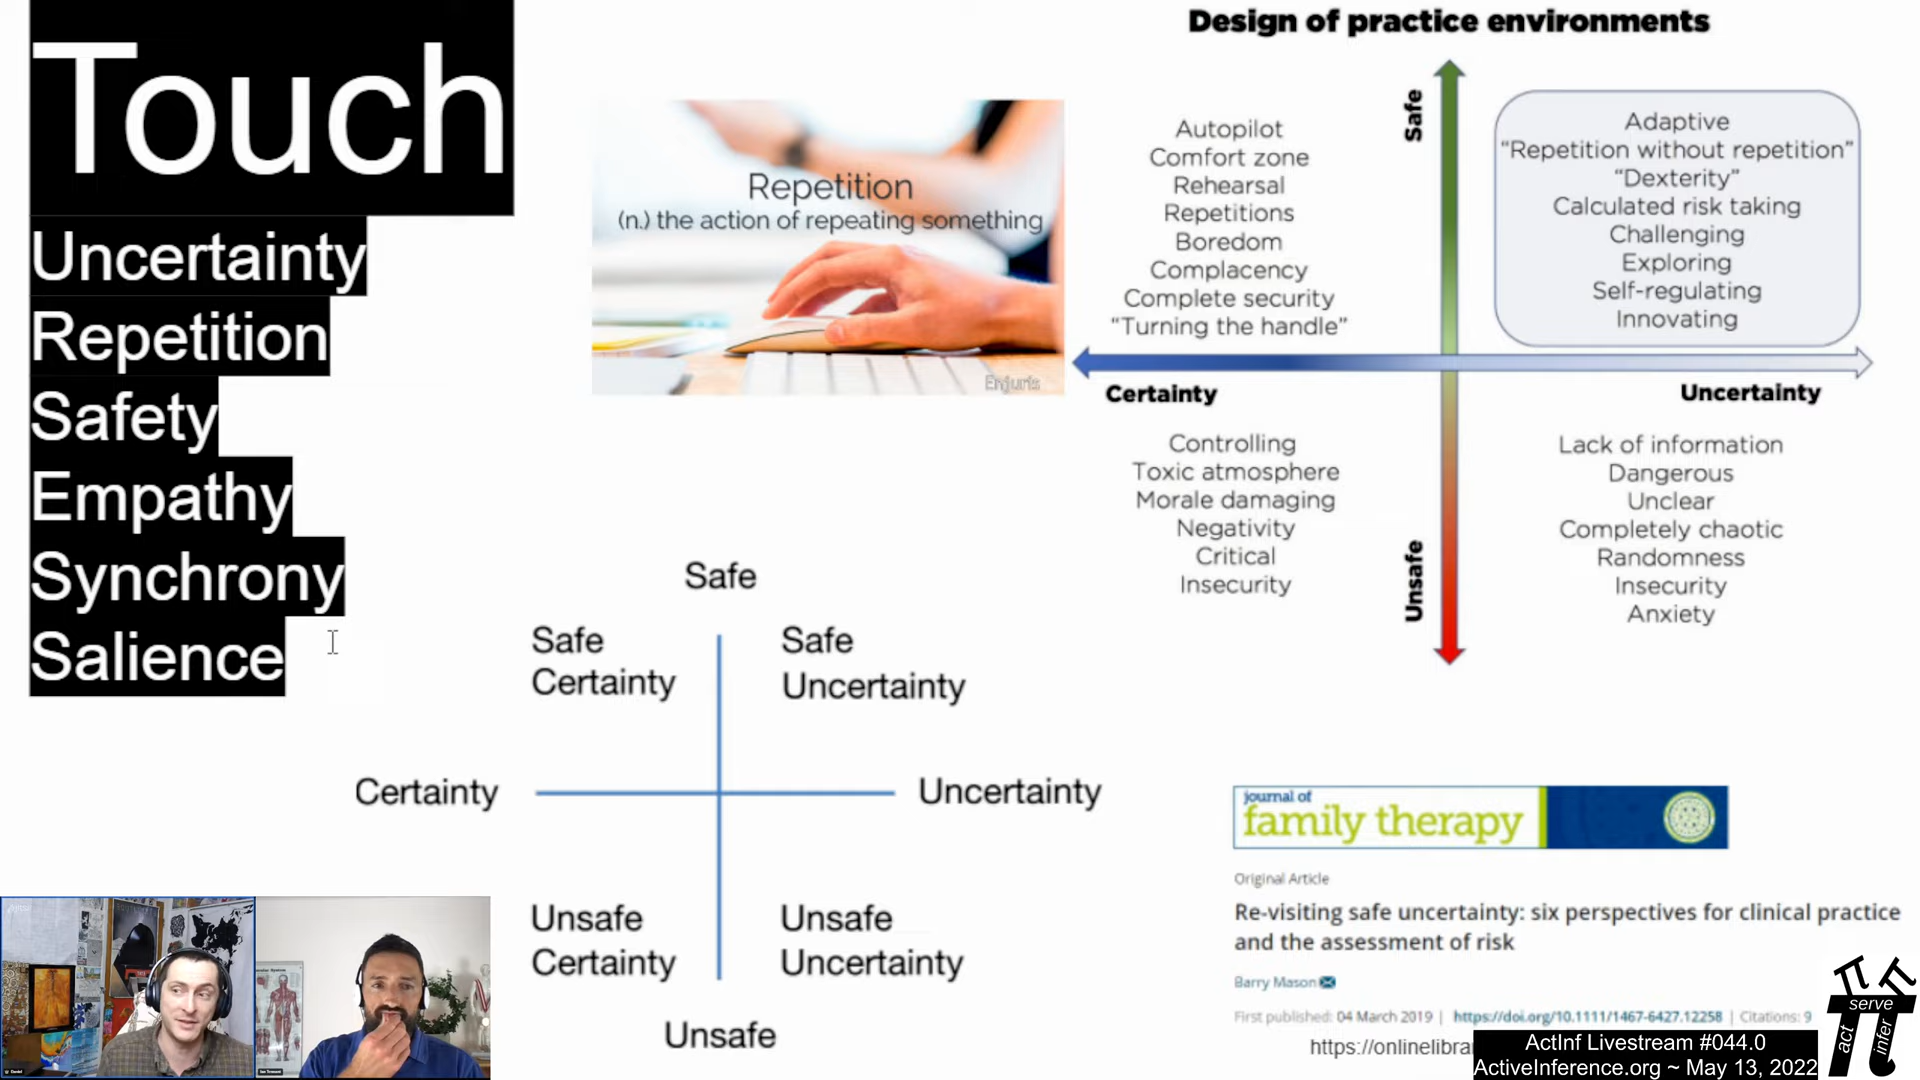 Touch
Uncertainty
Repetition
Safety
Empathy
Synchrony
Salience
Repetition
(n.) the action of repeating something
Enjuris
Design of practice environments
Safe
Autopilot
Comfort zone
Rehearsal
Repetitions
Boredom
Complacency
Complete security
“Turning the handle”
Adaptive
“Repetition without repetition”
“Dexterity”
Calculated risk taking
Challenging
Exploring
Self-regulating
Innovating
Certainty
Uncertainty
Controlling
Toxic atmosphere
Morale damaging
Negativity
Critical
Insecurity
Unsafe
Lack of information
Dangerous
Unclear
Completely chaotic
Randomness
Insecurity
Anxiety
Safe
Safe
Certainty
Safe
Uncertainty
Certainty
Uncertainty
Unsafe
Certainty
Unsafe
Uncertainty
Unsafe
journal of
family therapy
Original Article
Re-visiting safe uncertainty: six perspectives for clinical practice
and the assessment of risk
Barry Mason
First published: 04 March 2019 | https://doi.org/10.1111/1467-6427.12258 | Citations: 9
https://onlinelibra
ActInf Livestream #044.0
ActiveInference.org ~ May 13, 2022
serve
act
infer
Daniel